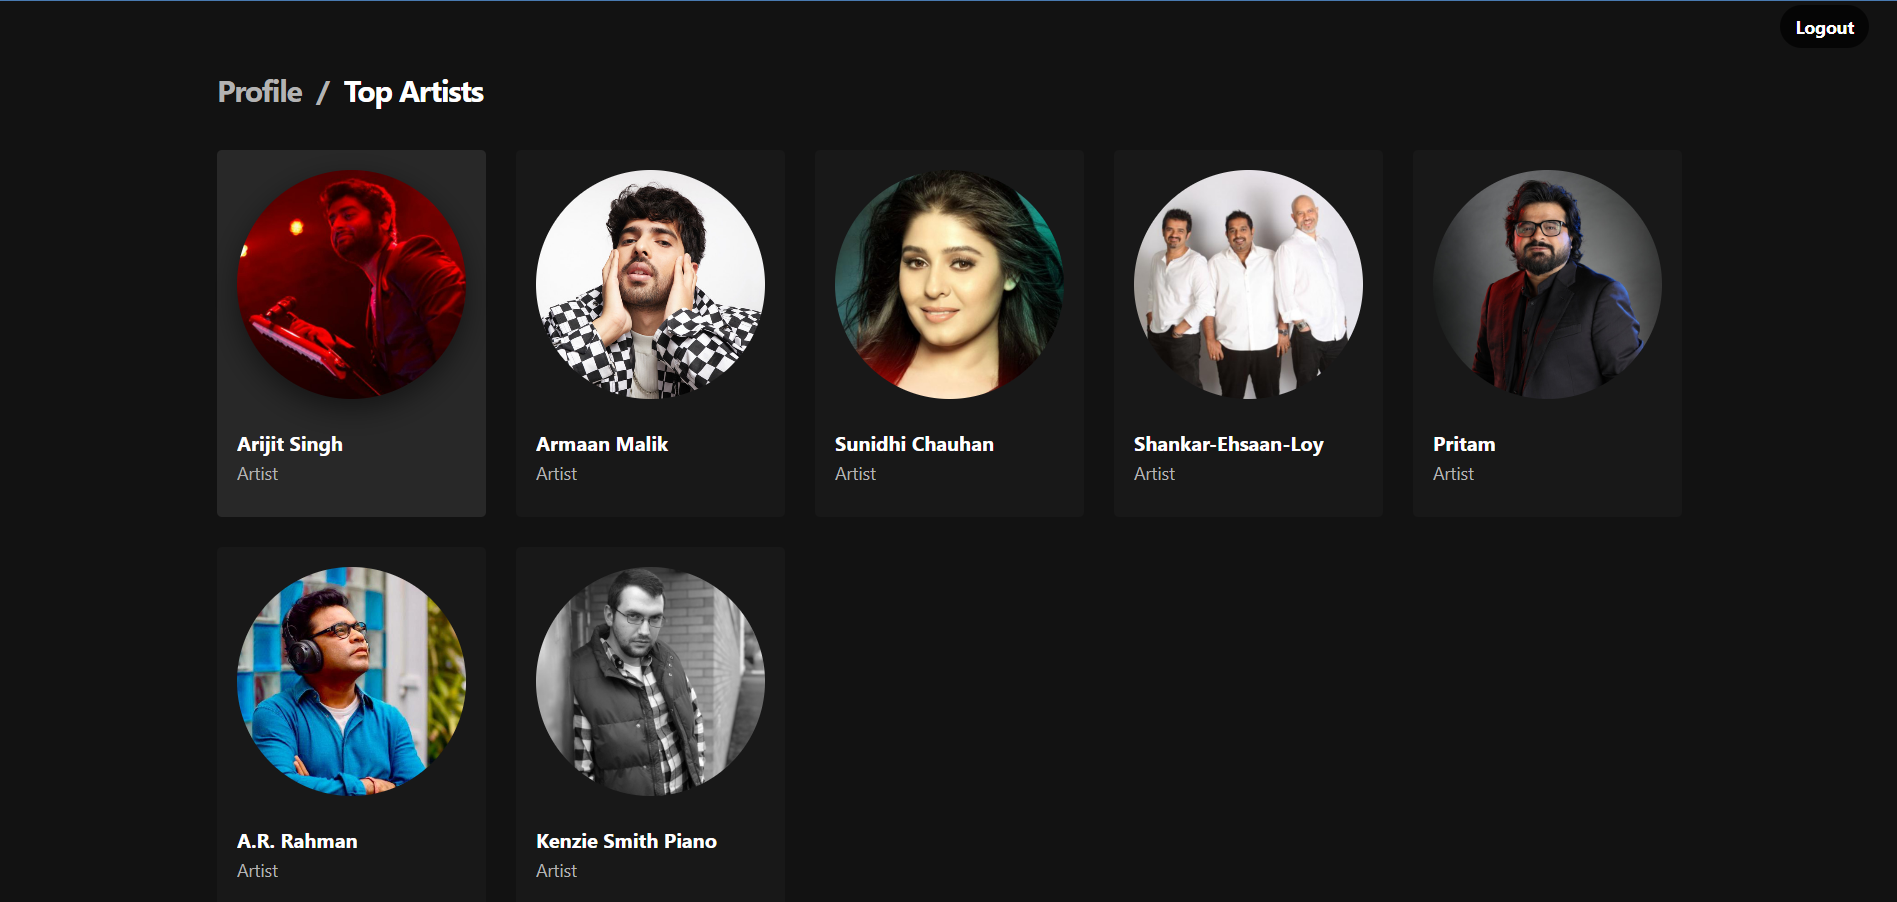 Logout
Profile / Top Artists
Arijit Singh
Artist
Armaan Malik
Artist
Sunidhi Chauhan
Artist
Shankar-Ehsaan-Loy
Artist
Pritam
Artist
A.R. Rahman
Artist
Kenzie Smith Piano
Artist